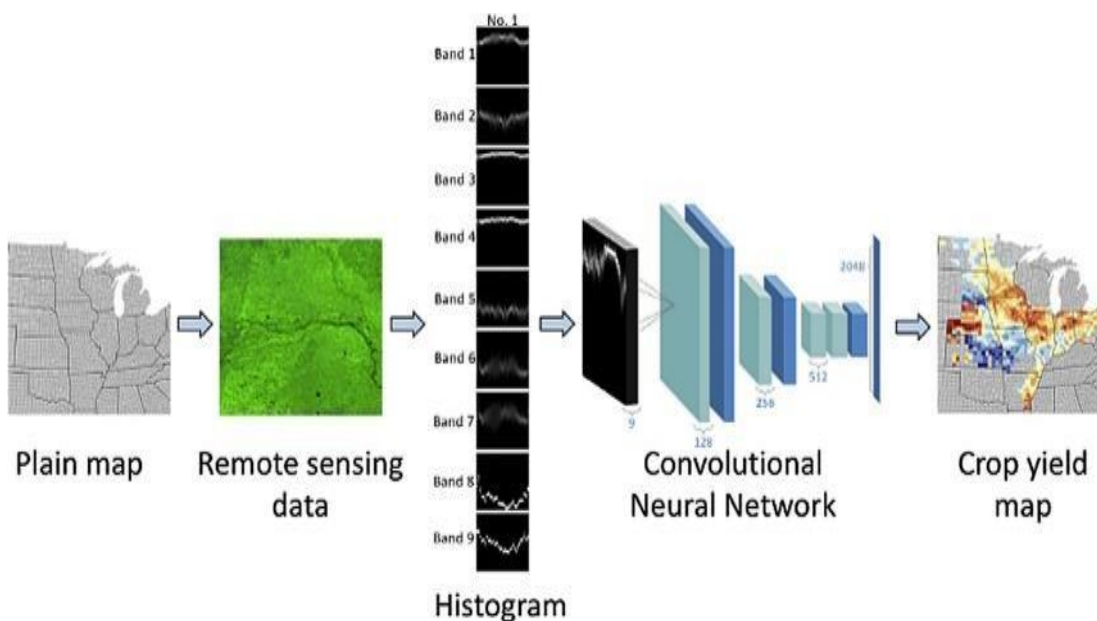 No. 1
Band 1
Band 2
Band 3
Band 4
Band 5
Band 6
Band 7
Band 8
Band 9
Histogram
Plain map
Remote sensing
data
9
128
256
512
2048
Convolutional
Neural Network
Crop yield
map